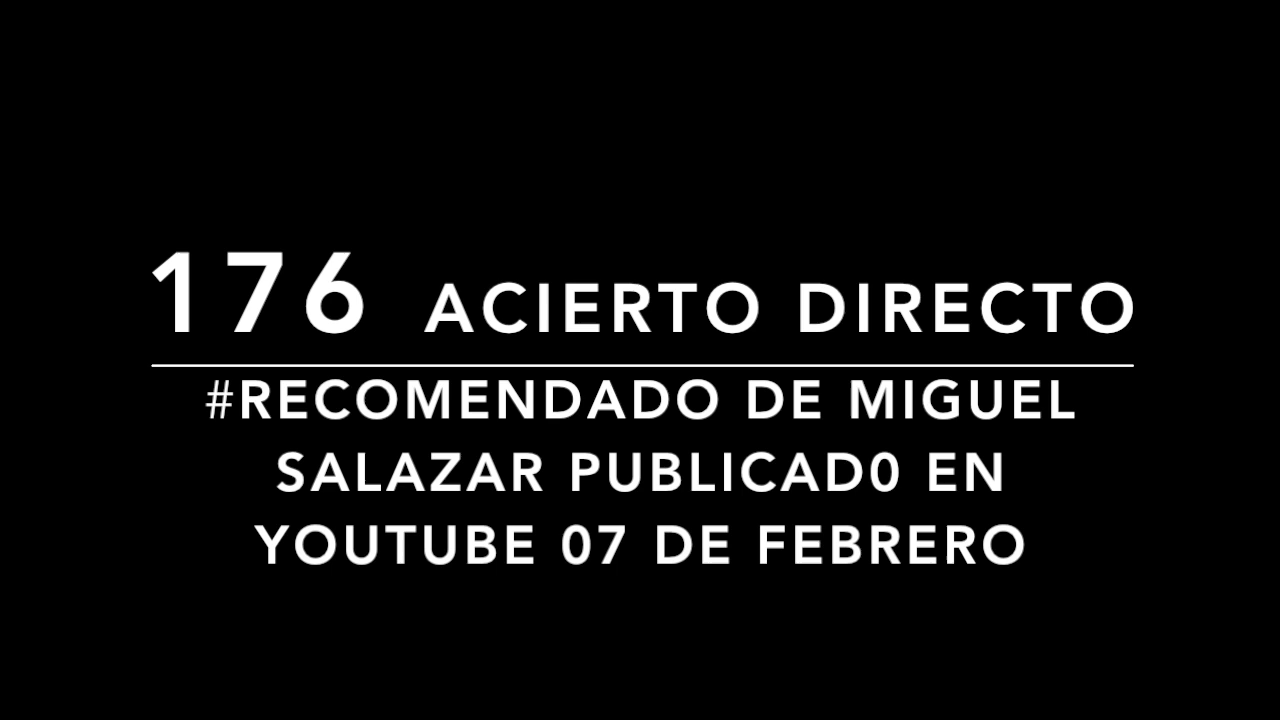 176 ACIERTO DIRECTO
#RECOMENDADO DE MIGUEL
SALAZAR PUBLICAD0 EN
YOUTUBE 07 DE FEBRERO